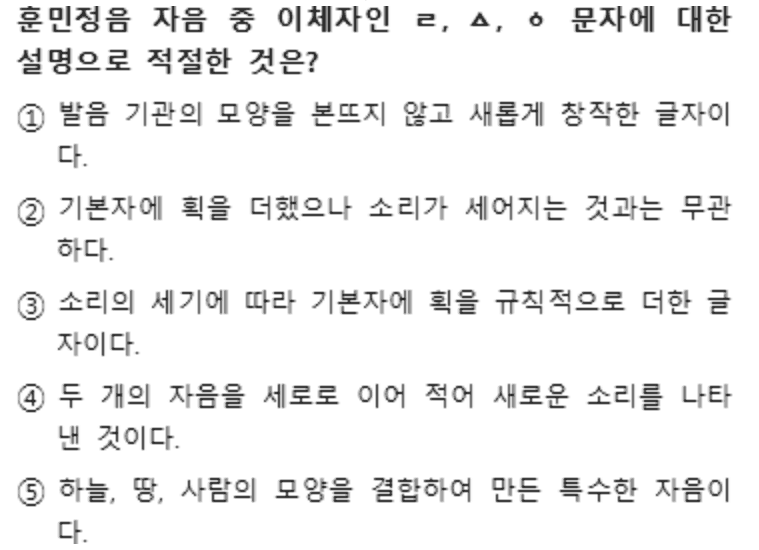 훈민정음 자음 중 이체자인 ㄹ, ㅿ, ㆁ 문자에 대한
설명으로 적절한 것은?
① 발음 기관의 모양을 본뜨지 않고 새롭게 창작한 글자이
다.
② 기본자에 획을 더했으나 소리가 세어지는 것과는 무관
하다.
③ 소리의 세기에 따라 기본자에 획을 규칙적으로 더한 글
자이다.
④ 두 개의 자음을 세로로 이어 적어 새로운 소리를 나타
낸 것이다.
⑤ 하늘, 땅, 사람의 모양을 결합하여 만든 특수한 자음이
다.